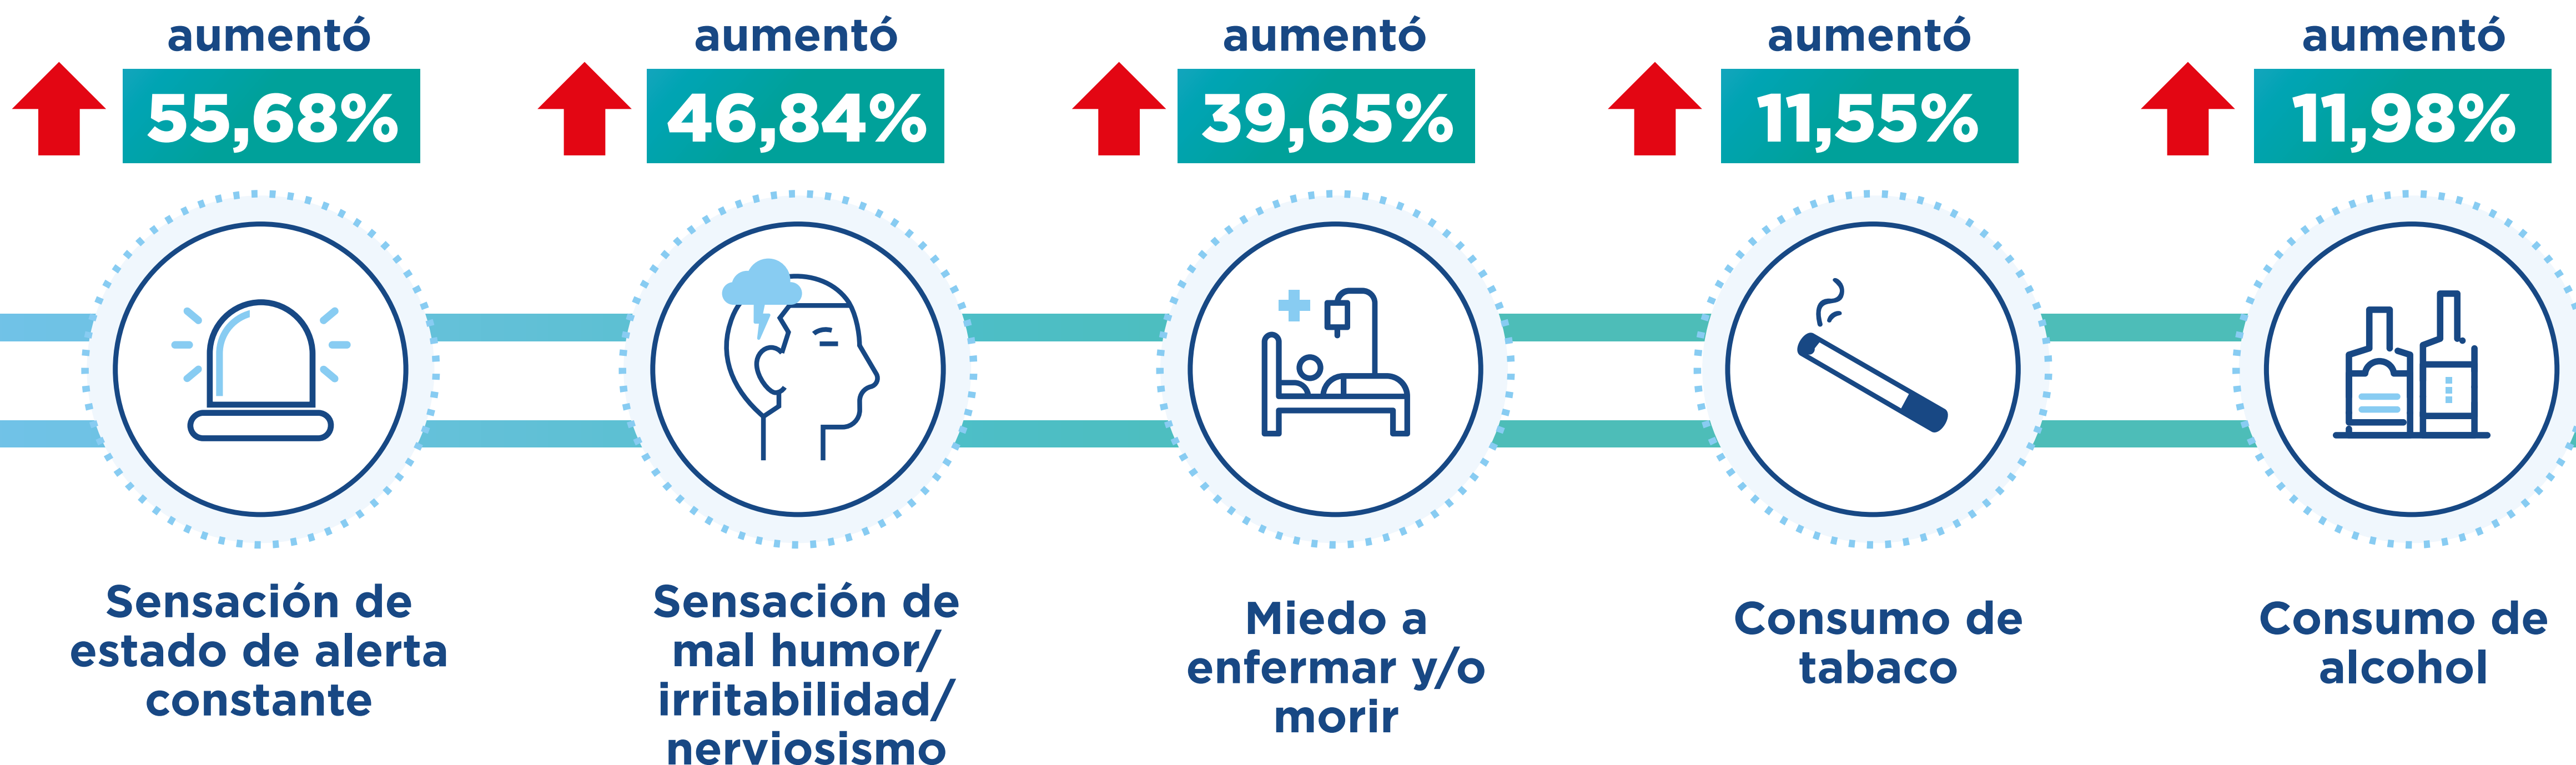 aumentó
55,68%
Sensación de
estado de alerta
constante
aumentó
46,84%
Sensación de
mal humor/
irritabilidad/
nerviosismo
aumentó
39,65%
Miedo a
enfermar y/o
morir
aumentó
11,55%
Consumo de
tabaco
aumentó
11,98%
Consumo de
alcohol